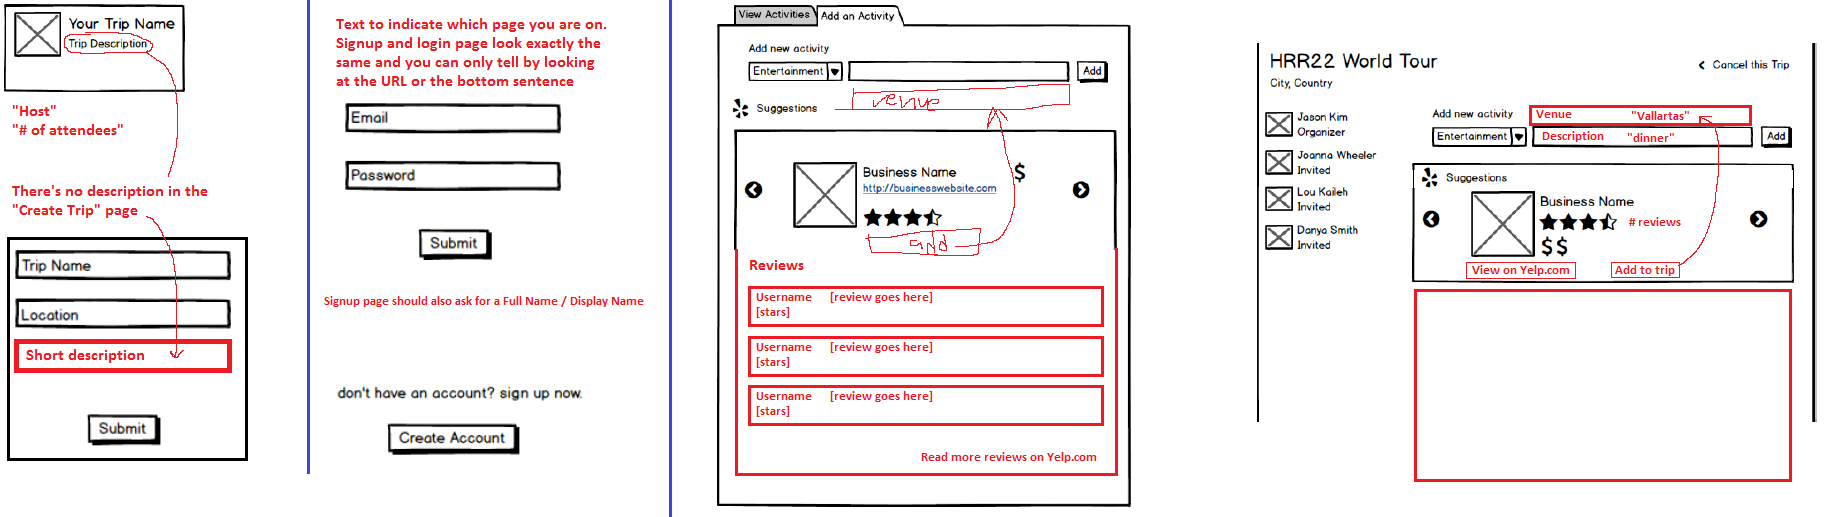 Your Trip Name
Trip Description
"Host"
"# of attendees"
There's no description in the
"Create Trip" page
Trip Name
Location
Short description
Submit
Text to indicate which page you are on.
Signup and login page look exactly the
same and you can only tell by looking
at the URL or the bottom sentence
Email
Password
Submit
Signup page should also ask for a Full Name / Display Name
don't have an account? sign up now.
Create Account
View Activities
Add an Activity
Add new activity
Entertainment
Add
Suggestions
venue
Business Name
$
http://businesswebsite.com
add
Reviews
Username [review goes here]
[stars]
Username [review goes here]
[stars]
Username [review goes here]
[stars]
Read more reviews on Yelp.com
HRR22 World Tour
City, Country
Cancel this Trip
Jason Kim
Organizer
Joanna Wheeler
Invited
Lou Kaileh
Invited
Danya Smith
Invited
Add new activity
Venue "Vallartas"
Entertainment
Description "dinner"
Add
Suggestions
Business Name
# reviews
$$
View on Yelp.com
Add to trip